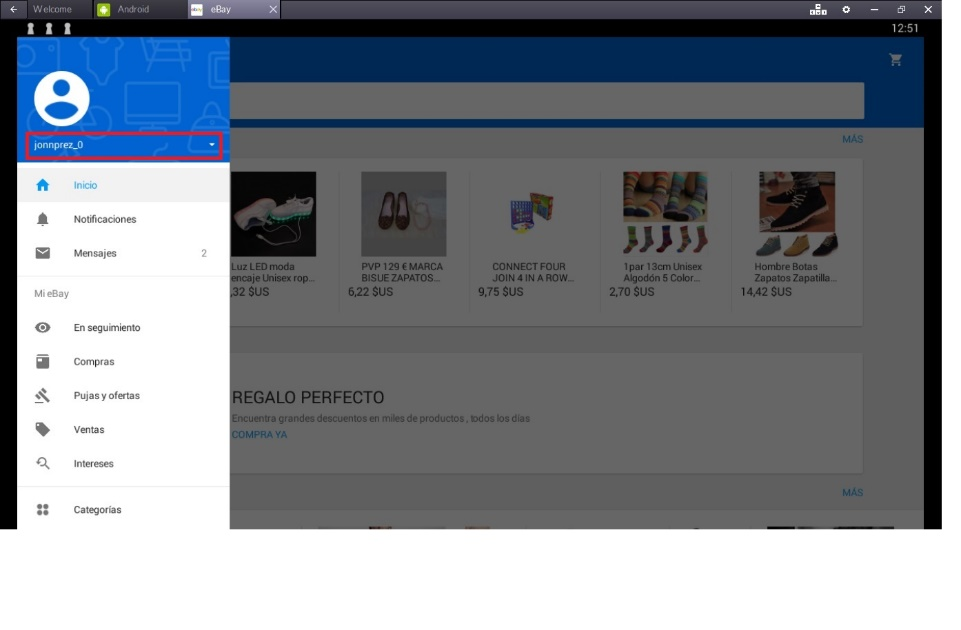 Welcome
Android
ebay eBay
12:51
jonnprez_0
Inicio
Notificaciones
Mensajes 2
Mi eBay
En seguimiento
Compras
Pujas y ofertas
Ventas
Intereses
Categorías
MÁS
Luz LED moda
encaje Unisex rop...
,32 $US
PVP 129 € MARCA
BISUE ZAPATOS...
6,22 $US
CONNECT FOUR
JOIN 4 IN A ROW...
9,75 $US
1par 13cm Unisex
Algodón 5 Color...
2,70 $US
Hombre Botas
Zapatos Zapatilla...
14,42 $US
REGALO PERFECTO
Encuentra grandes descuentos en miles de productos , todos los días
COMPRA YA
MÁS